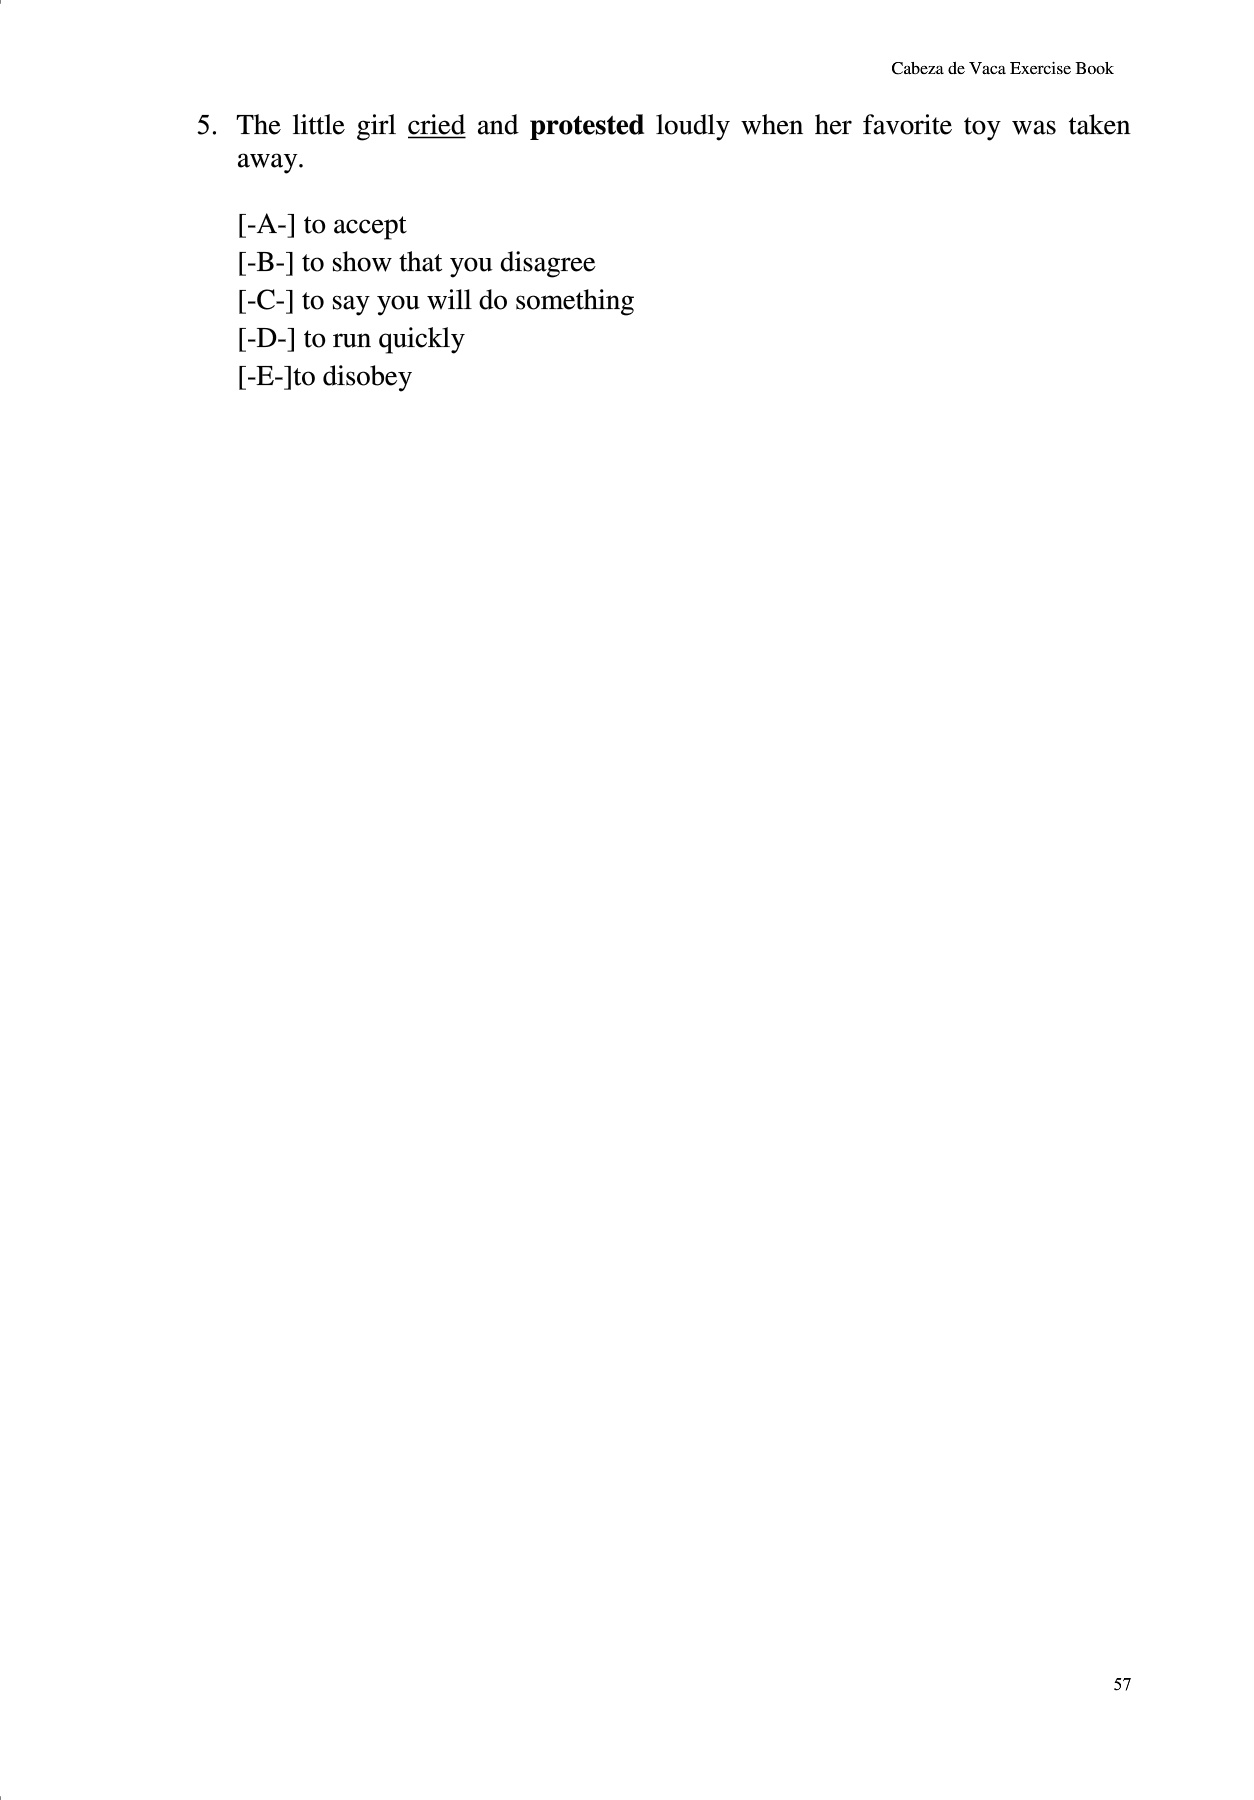 Cabeza de Vaca Exercise Book
5. The little girl cried and protested loudly when her favorite toy was taken
away.
[-A-] to accept
[-B-] to show that you disagree
[-C-] to say you will do something
[-D-] to run quickly
[-E-]to disobey
57